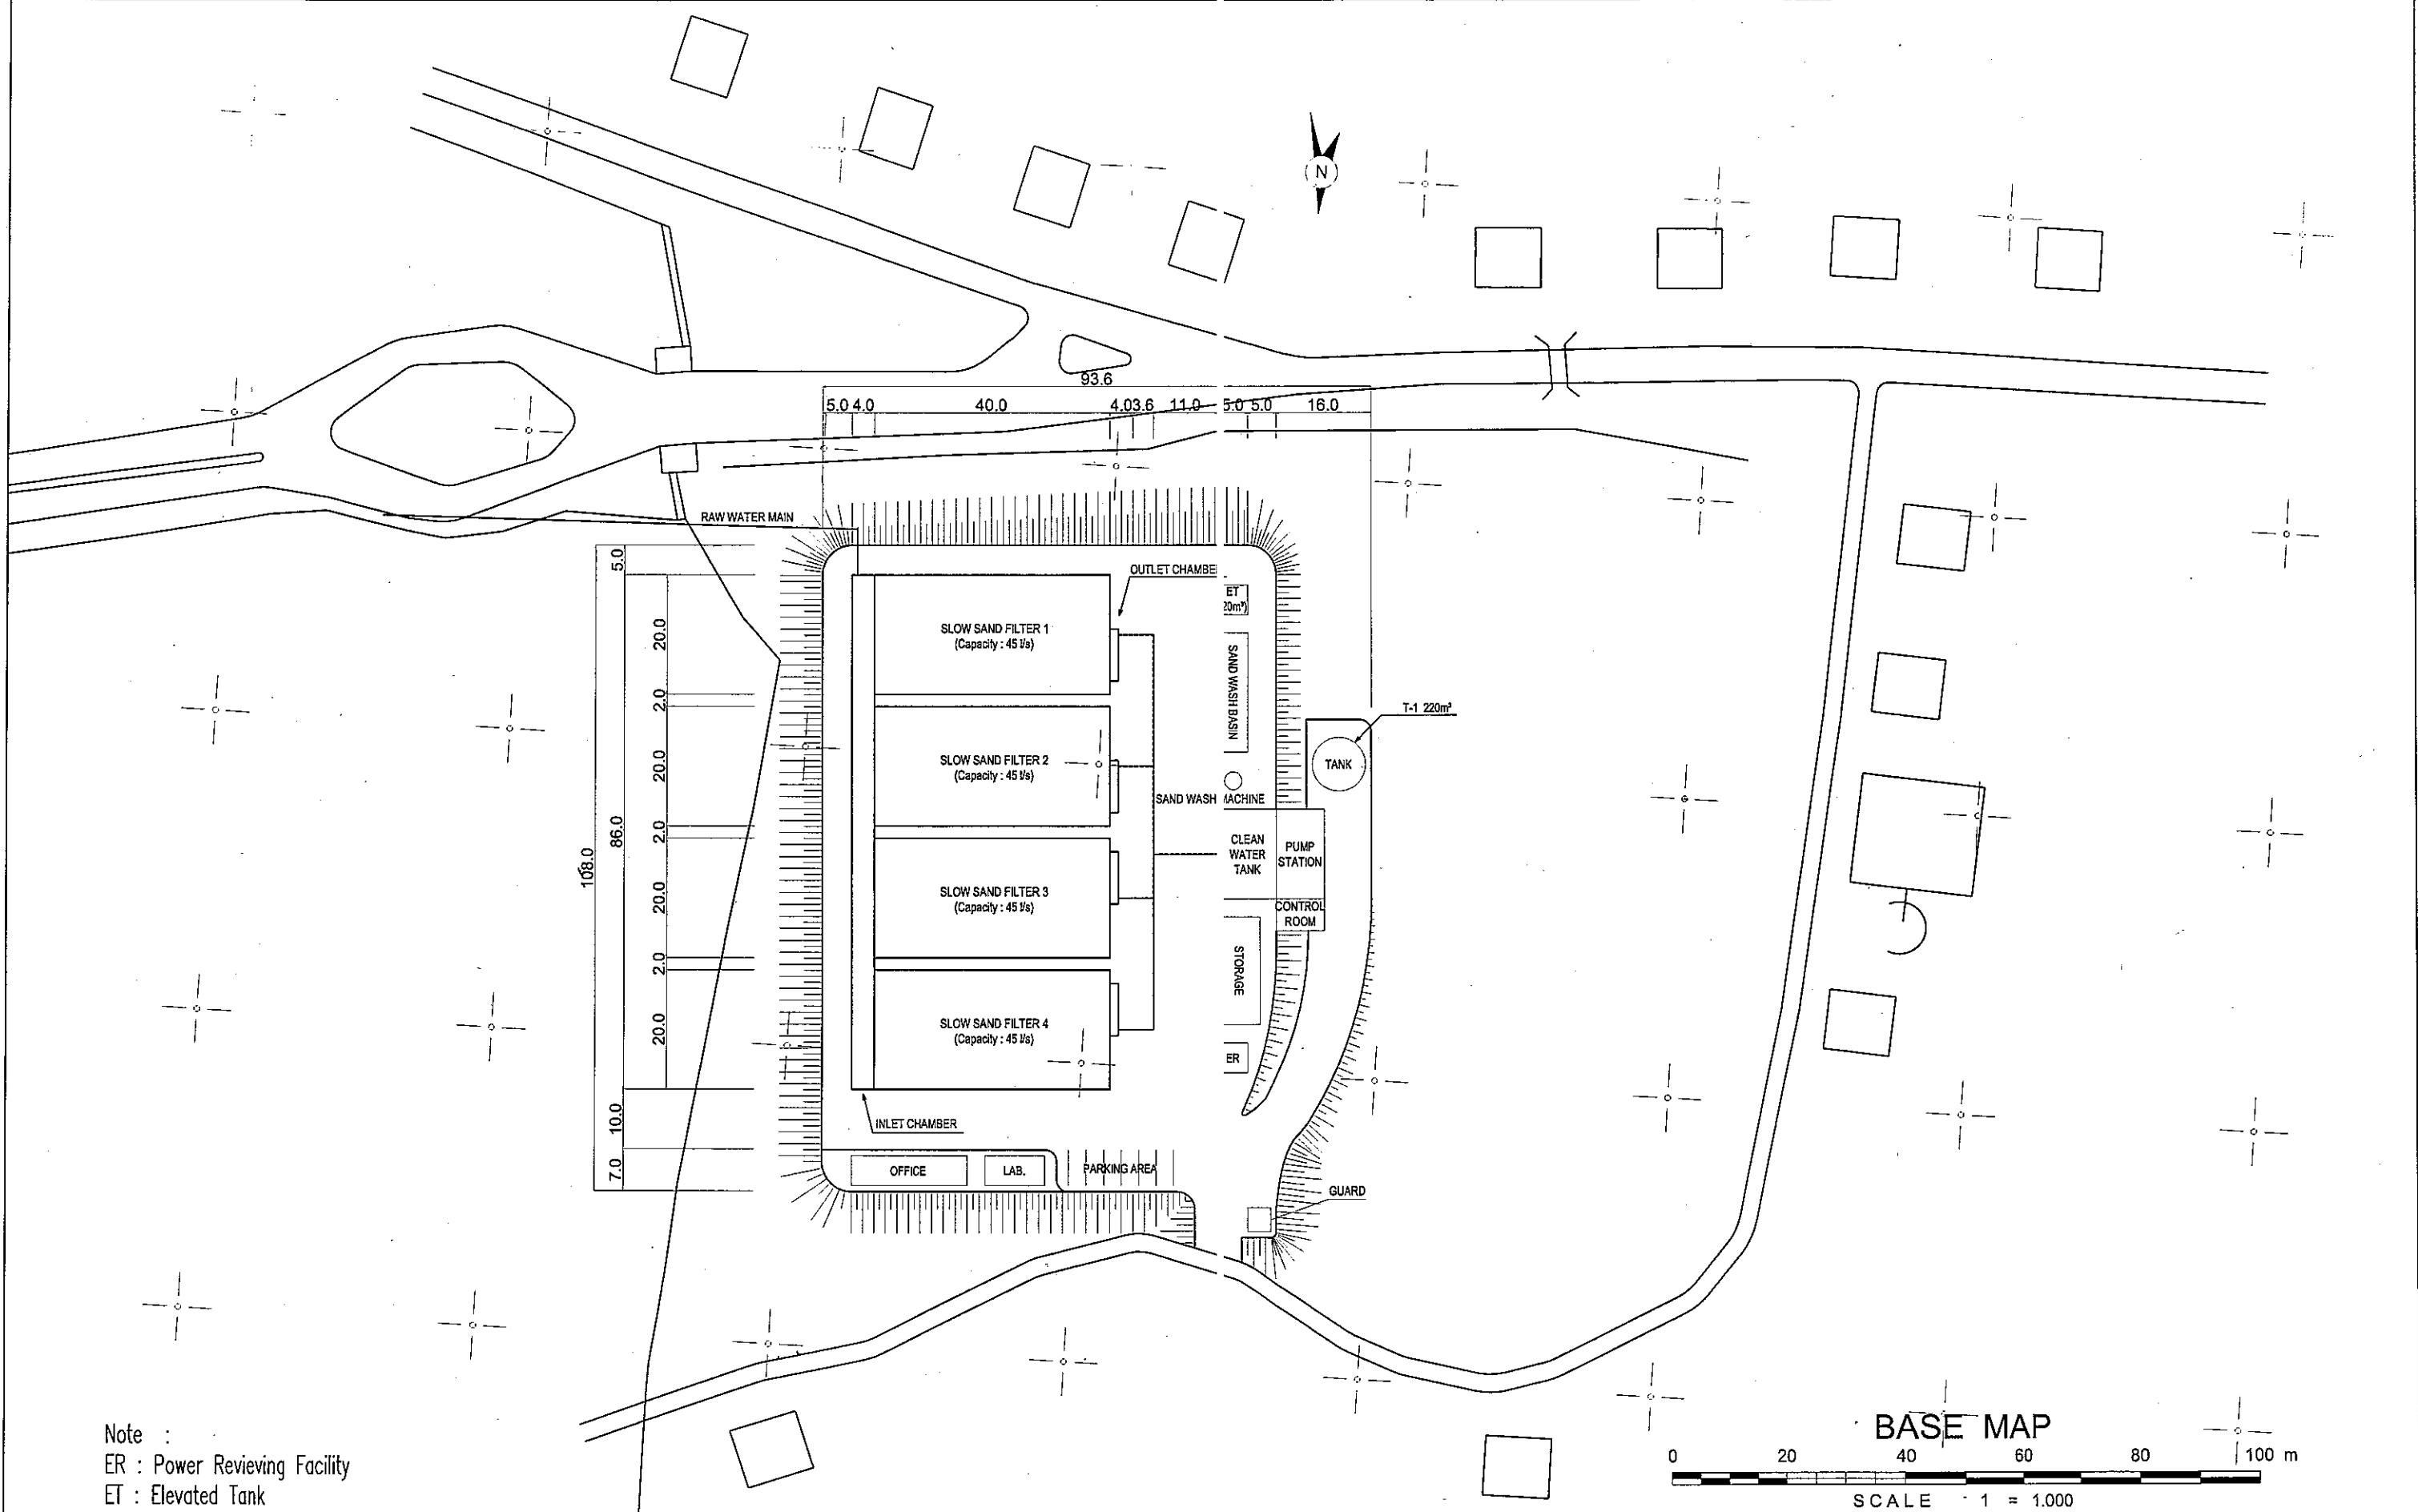 N
93.6
5.0 4.0 40.0 4.0 3.6 11.0 5.0 5.0 16.0
RAW WATER MAIN
5.0
OUTLET CHAMBE
ET
20m³)
20.0
SLOW SAND FILTER 1
(Capacity : 45 l/s)
SAND WASH BASIN
2.0
T-1 220m³
20.0
SLOW SAND FILTER 2
(Capacity : 45 l/s)
TANK
SAND WASH MACHINE
2.0
86.0
108.0
CLEAN
WATER
TANK
PUMP
STATION
20.0
SLOW SAND FILTER 3
(Capacity : 45 l/s)
CONTROL
ROOM
2.0
STORAGE
20.0
SLOW SAND FILTER 4
(Capacity : 45 l/s)
ER
10.0
INLET CHAMBER
7.0
OFFICE
LAB.
PARKING AREA
GUARD
Note :
ER : Power Revieving Facility
ET : Elevated Tank
BASE MAP
0 20 40 60 80 100 m
SCALE 1 = 1.000